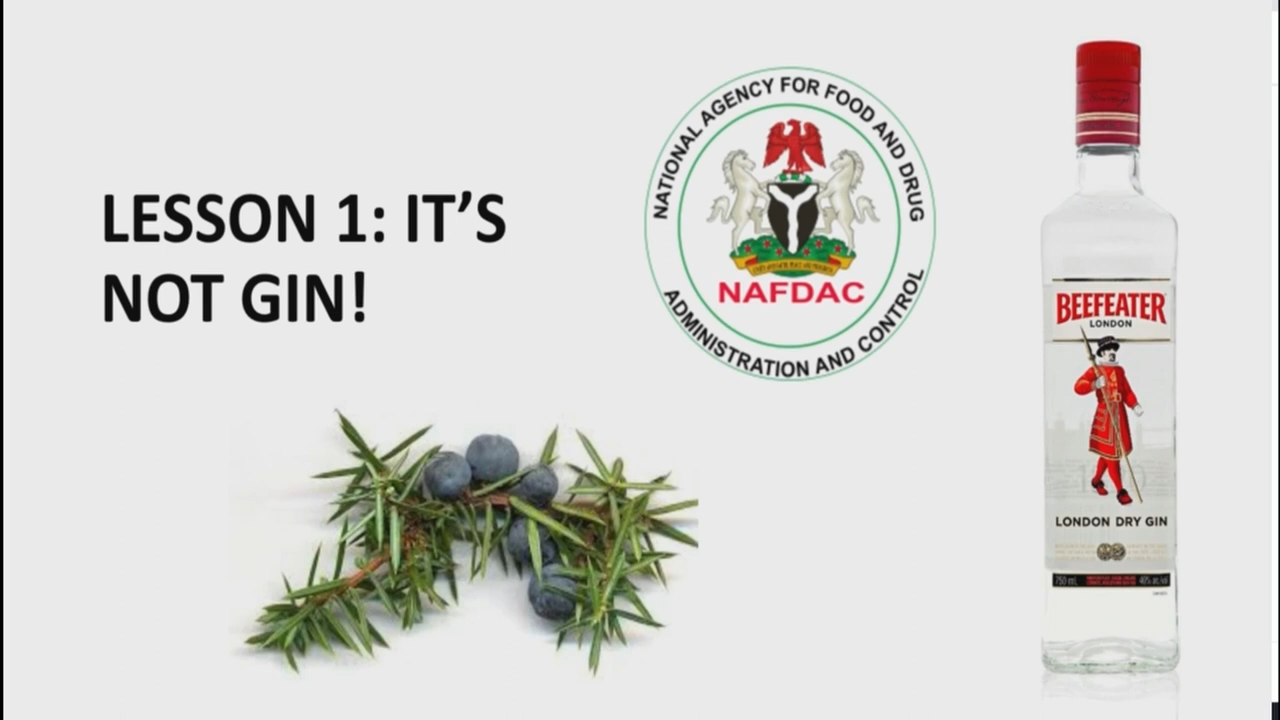 LESSON 1: IT'S
NOT GIN!
NATIONAL AGENCY FOR FOOD AND DRUG
ADMINISTRATION AND CONTROL
NAFDAC
BEEFEATER
LONDON
LONDON DRY GIN
750 mL
40%